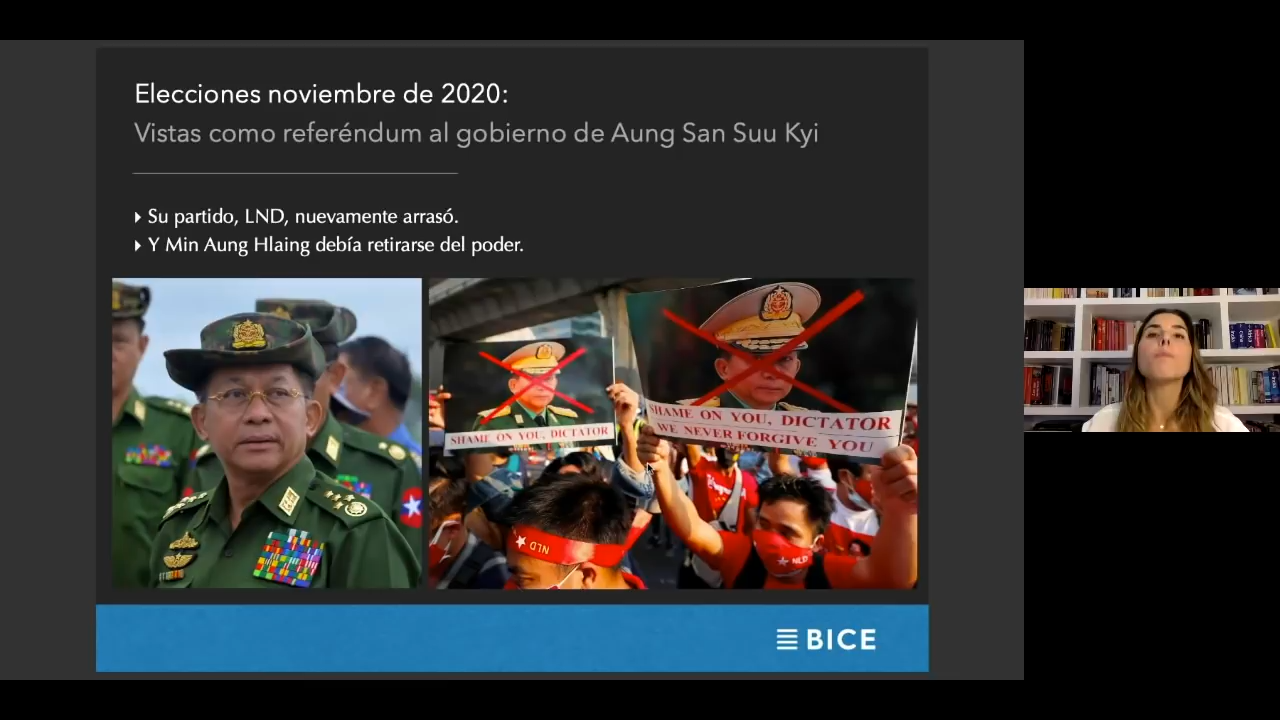 Elecciones noviembre de 2020:
Vistas como referéndum al gobierno de Aung San Suu Kyi
Su partido, LND, nuevamente arrasó.
Y Min Aung Hlaing debía retirarse del poder.
SHAME ON YOU, DICTATOR
SHAME ON YOU, DICTATOR
WE NEVER FORGIVE YOU
NLD
NLD
BICE